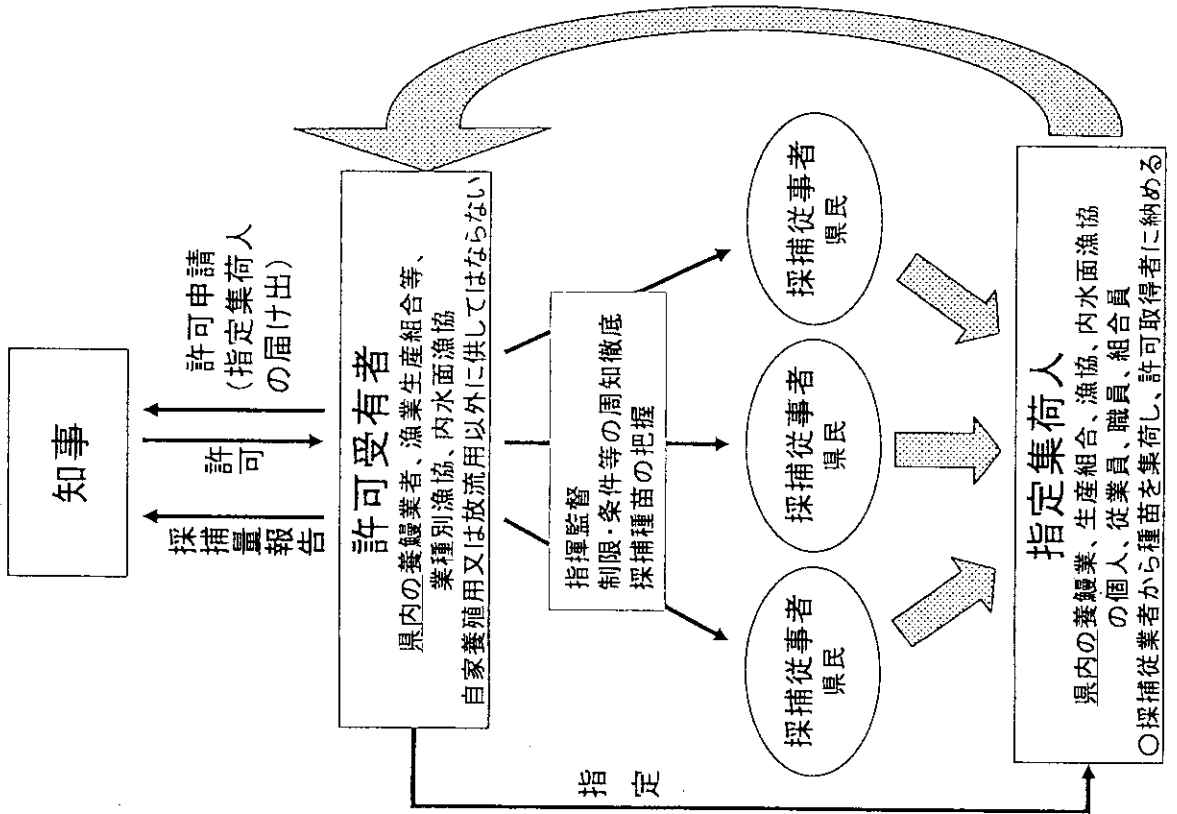 知事
採捕量報告
許可
許可申請
(指定集荷人
の届け出)
許可受有者
県内の養鰻業者、漁業生産組合等、
業種別漁協、内水面漁協
自家養殖用又は放流用以外に供してはならない
指揮監督
制限・条件等の周知徹底
採捕種苗の把握
採捕従事者
県民
採捕従事者
県民
採捕従事者
県民
指定
指定集荷人
県内の養鰻業、生産組合、漁協、内水面漁協
の個人、従業員、職員、組合員
○採捕従業者から種苗を集荷し、許可取得者に納める